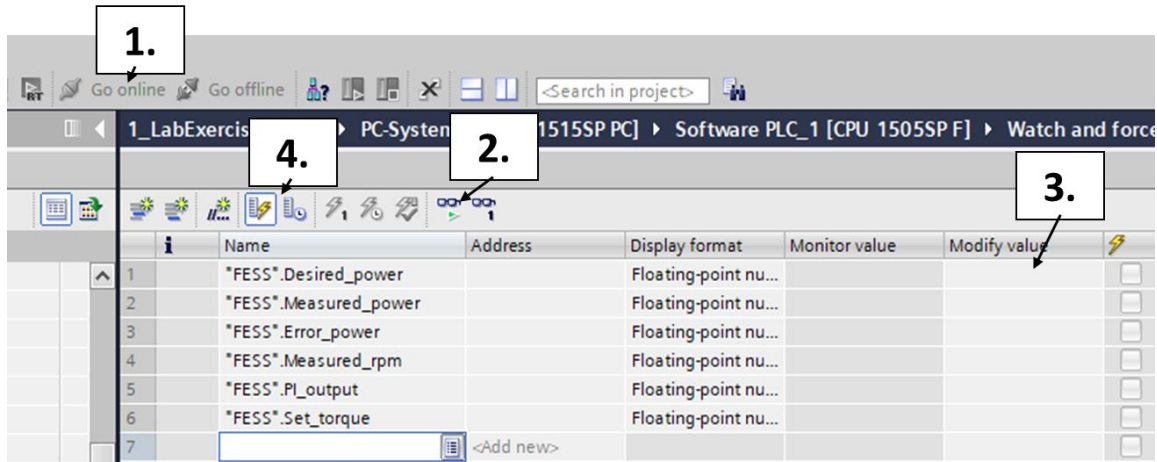 1.
RT Go online Go offline <Search in project>
1_LabExercis PC-System 1515SP PC] Software PLC_1 [CPU 1505SP F] Watch and force
4.
2.
3.
1
1
i Name Address Display format Monitor value Modify value
1 "FESS".Desired_power Floating-point nu...
2 "FESS".Measured_power Floating-point nu...
3 "FESS".Error_power Floating-point nu...
4 "FESS".Measured_rpm Floating-point nu...
5 "FESS".PI_output Floating-point nu...
6 "FESS".Set_torque Floating-point nu...
7 <Add new>